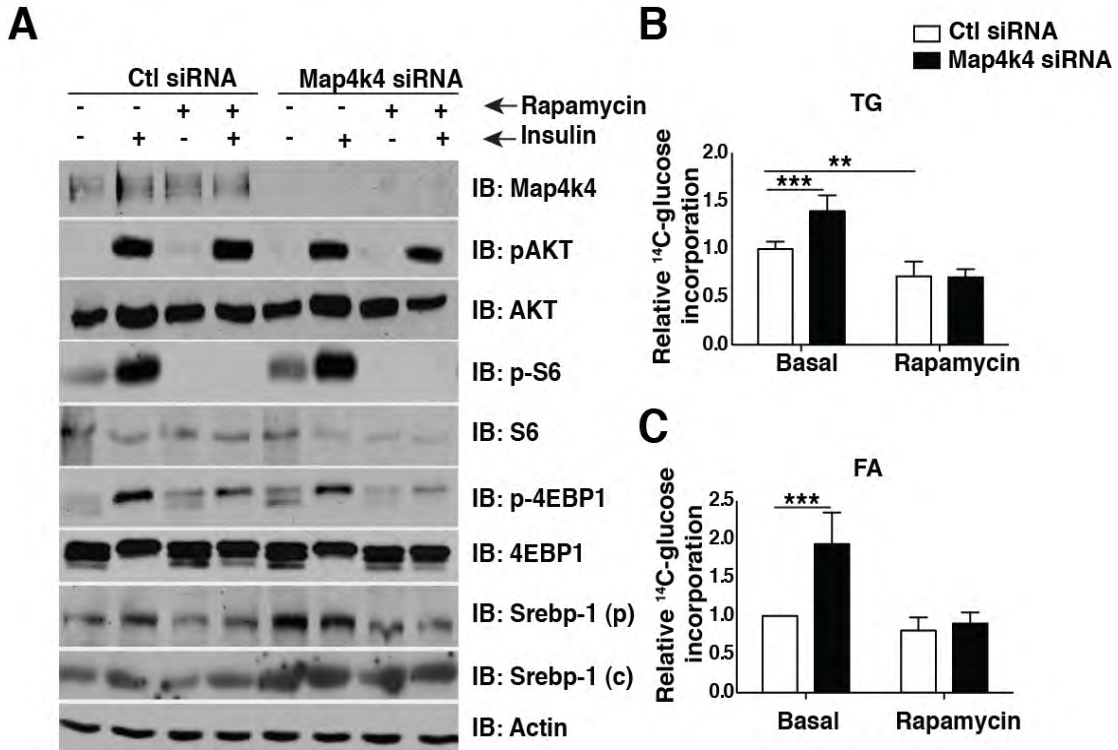 A
Ctl siRNA Map4k4 siRNA
- - + + - - + + ← Rapamycin
- + - + - + - + ← Insulin
IB: Map4k4
IB: pAKT
IB: AKT
IB: p-S6
IB: S6
IB: p-4EBP1
IB: 4EBP1
IB: Srebp-1 (p)
IB: Srebp-1 (c)
IB: Actin
B
Ctl siRNA
Map4k4 siRNA
TG
Relative ¹⁴C-glucose
incorporation
2.0
1.5
1.0
0.5
0.0
**
***
Basal Rapamycin
C
FA
Relative ¹⁴C-glucose
incorporation
2.5
2.0
1.5
1.0
0.5
0.0
***
Basal Rapamycin